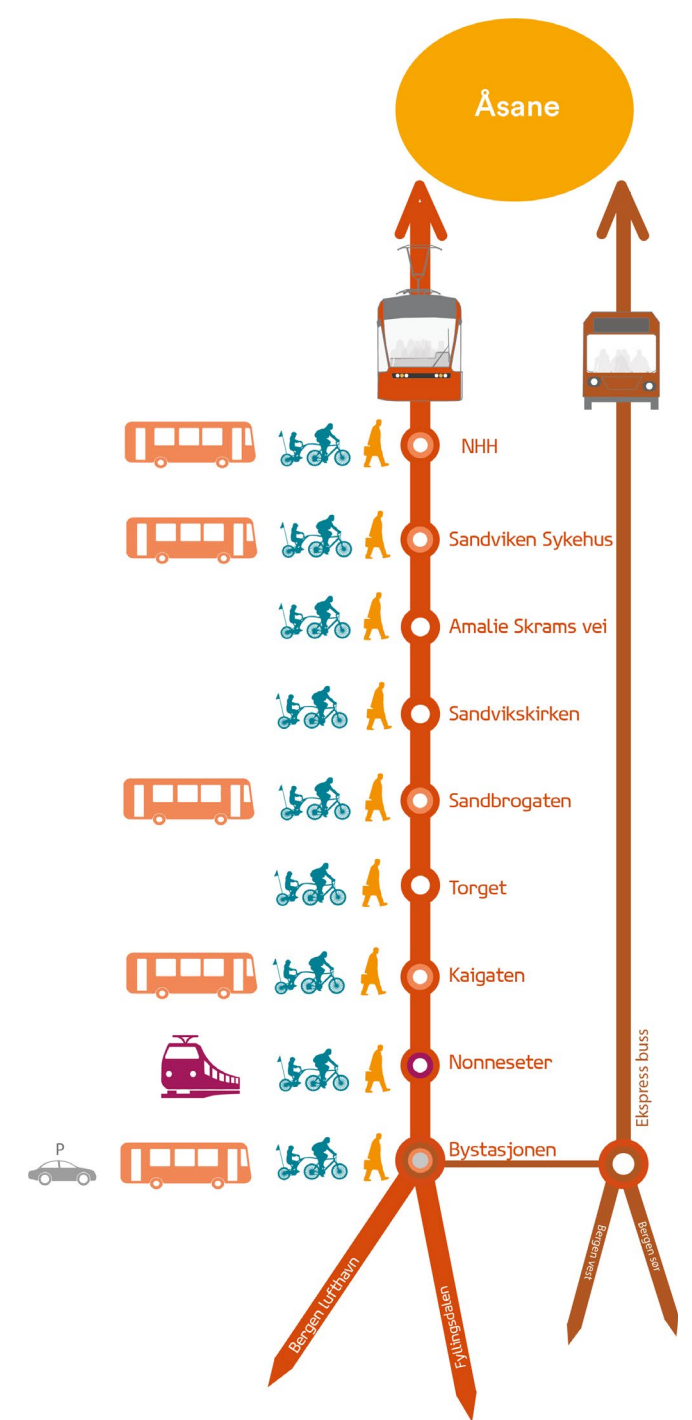 Åsane
NHH
Sandviken Sykehus
Amalie Skrams vei
Sandvikskirken
Sandbrogaten
Torget
Kaigaten
Nonneseter
Ekspress buss
P
Bystasjonen
Bergen lufthavn
Fyllingsdalen
Bergen vest
Bergen sør